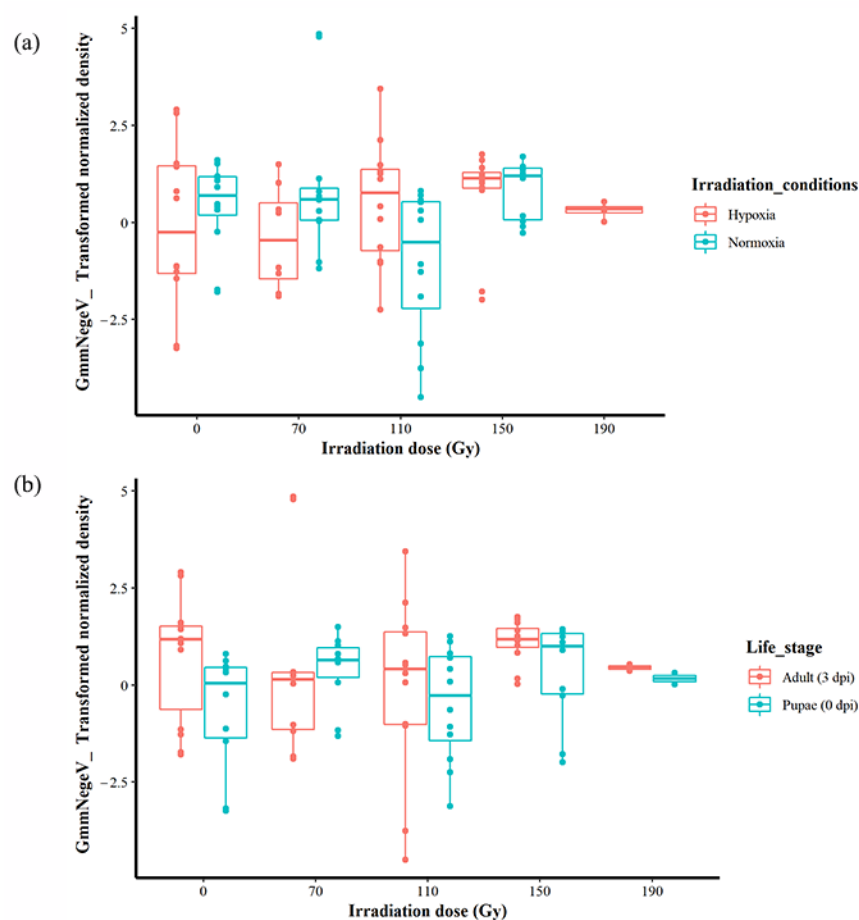 (a)
GmmNegeV_ Transformed normalized density
5
2.5
0
−2.5
0 70 110 150 190
Irradiation dose (Gy)
Irradiation_conditions
Hypoxia
Normoxia
(b)
GmmNegeV_ Transformed normalized density
5
2.5
0
−2.5
0 70 110 150 190
Irradiation dose (Gy)
Life_stage
Adult (3 dpi)
Pupae (0 dpi)